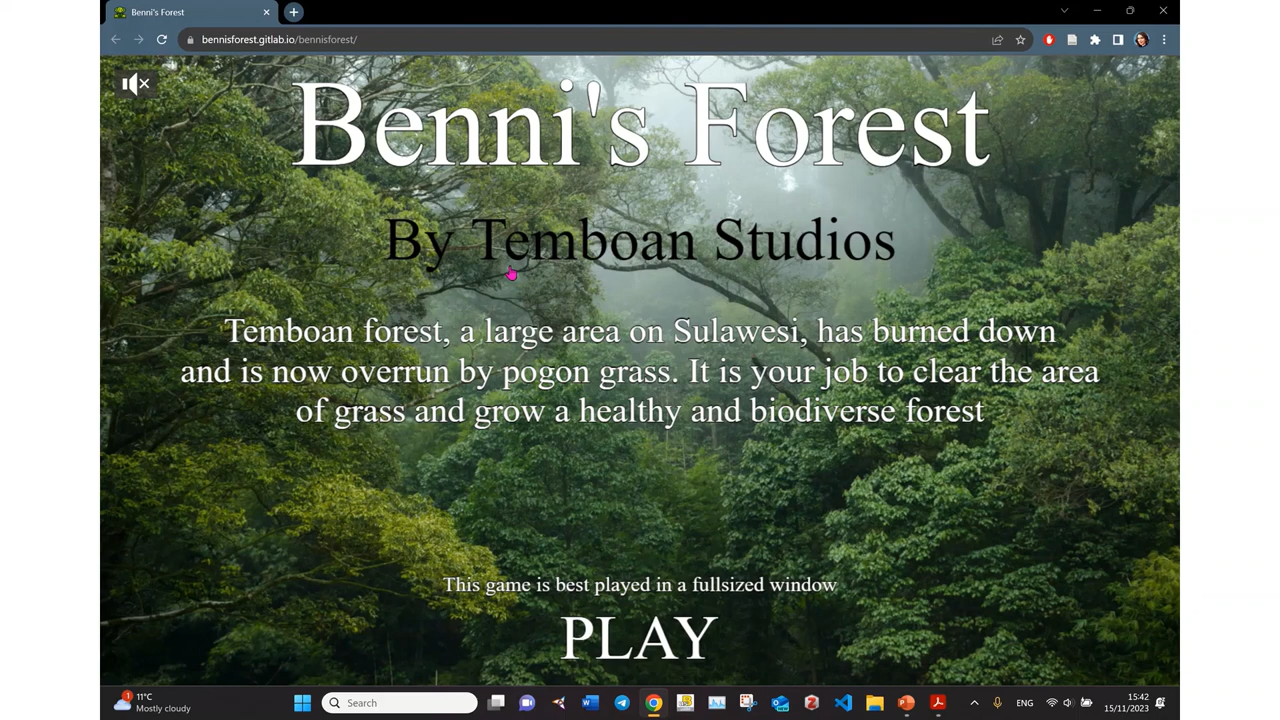 Benni's Forest
bennisforest.gitlab.io/bennisforest/
Benni's Forest
By Temboan Studios
Temboan forest, a large area on Sulawesi, has burned down
and is now overrun by pogon grass. It is your job to clear the area
of grass and grow a healthy and biodiverse forest
This game is best played in a fullsized window
PLAY
1
11°C
Mostly cloudy
Search
ENG
15:42
15/11/2023